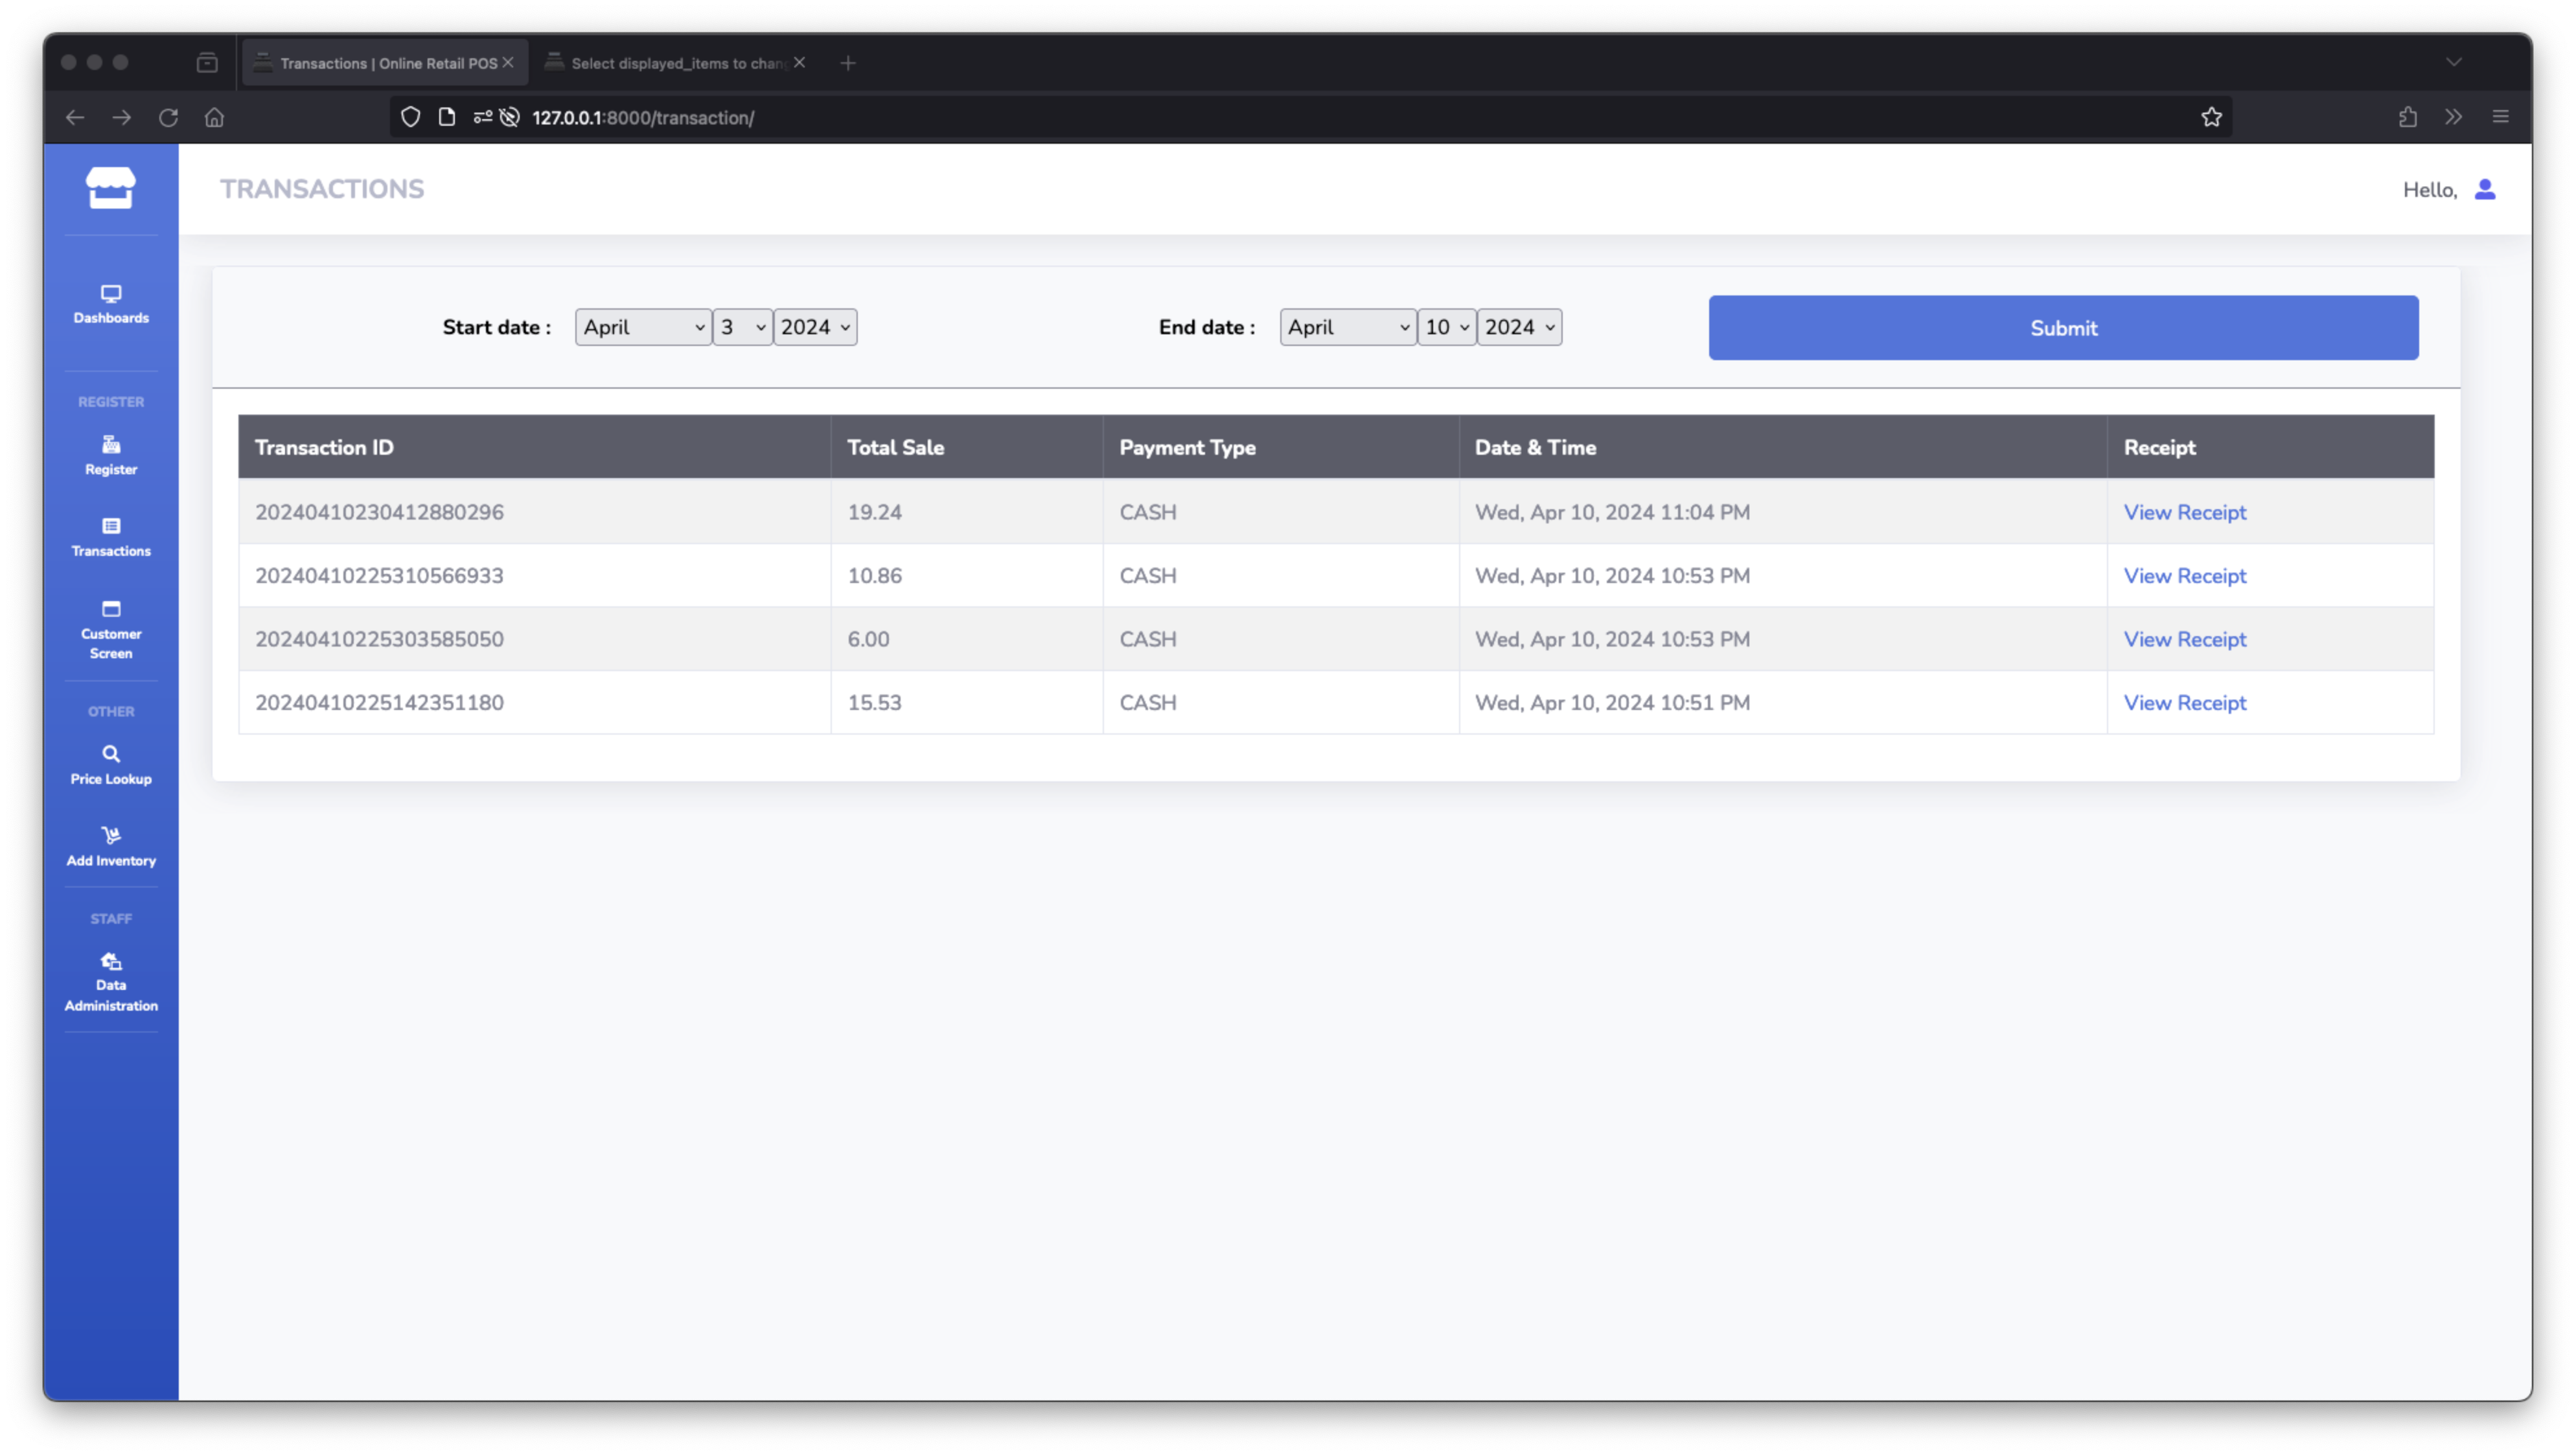 Transactions | Online Retail POS
Select displayed_items to chan
127.0.0.1:8000/transaction/
TRANSACTIONS
Hello,
Dashboards
REGISTER
Register
Transactions
Customer
Screen
OTHER
Price Lookup
Add Inventory
STAFF
Data
Administration
Start date : April 3 2024 End date : April 10 2024 Submit
Transaction ID Total Sale Payment Type Date & Time Receipt
20240410230412880296 19.24 CASH Wed, Apr 10, 2024 11:04 PM View Receipt
20240410225310566933 10.86 CASH Wed, Apr 10, 2024 10:53 PM View Receipt
20240410225303585050 6.00 CASH Wed, Apr 10, 2024 10:53 PM View Receipt
20240410225142351180 15.53 CASH Wed, Apr 10, 2024 10:51 PM View Receipt